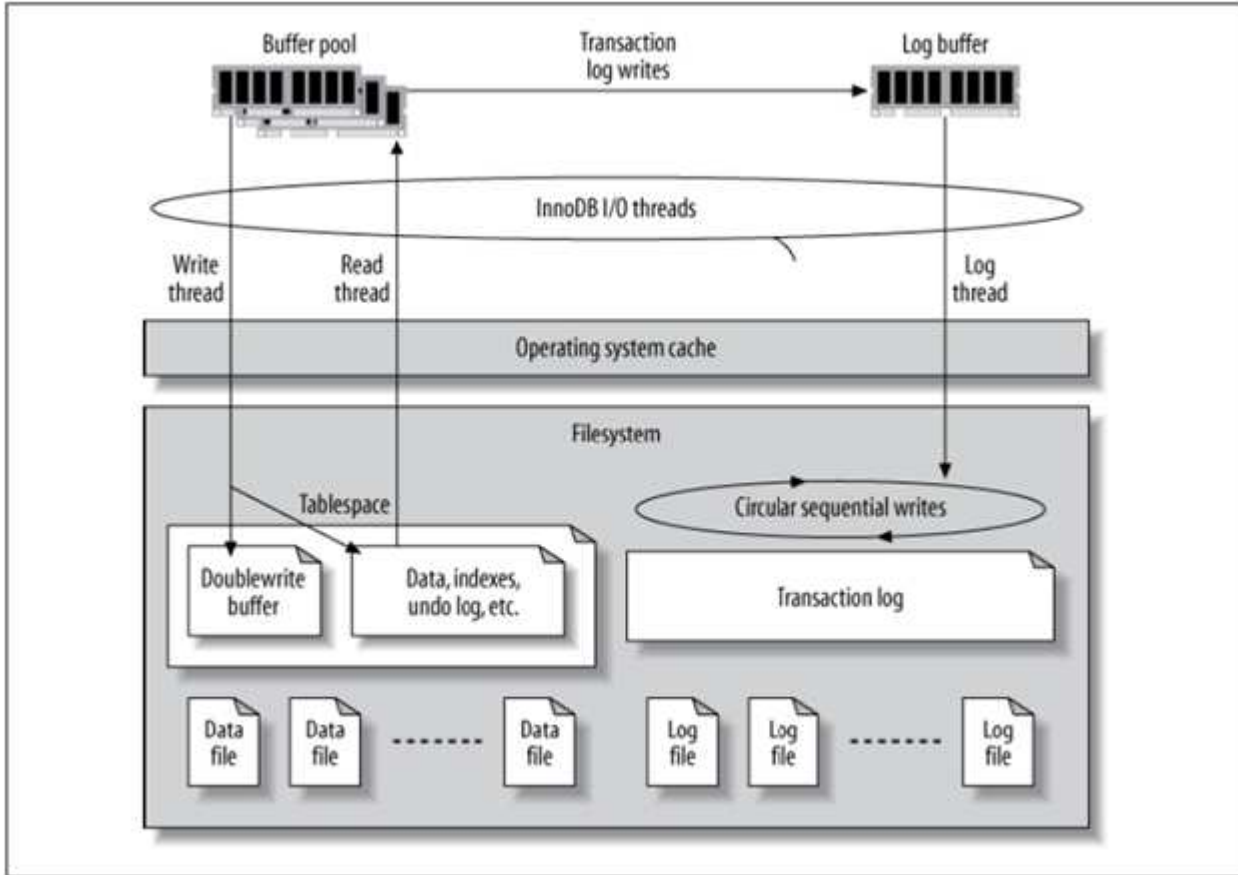 Buffer pool
Transaction
log writes
Log buffer
InnoDB I/O threads
Write
thread
Read
thread
Log
thread
Operating system cache
Filesystem
Tablespace
Circular sequential writes
Doublewrite
buffer
Data, indexes,
undo log, etc.
Transaction log
Data
file
Data
file
Data
file
Log
file
Log
file
Log
file